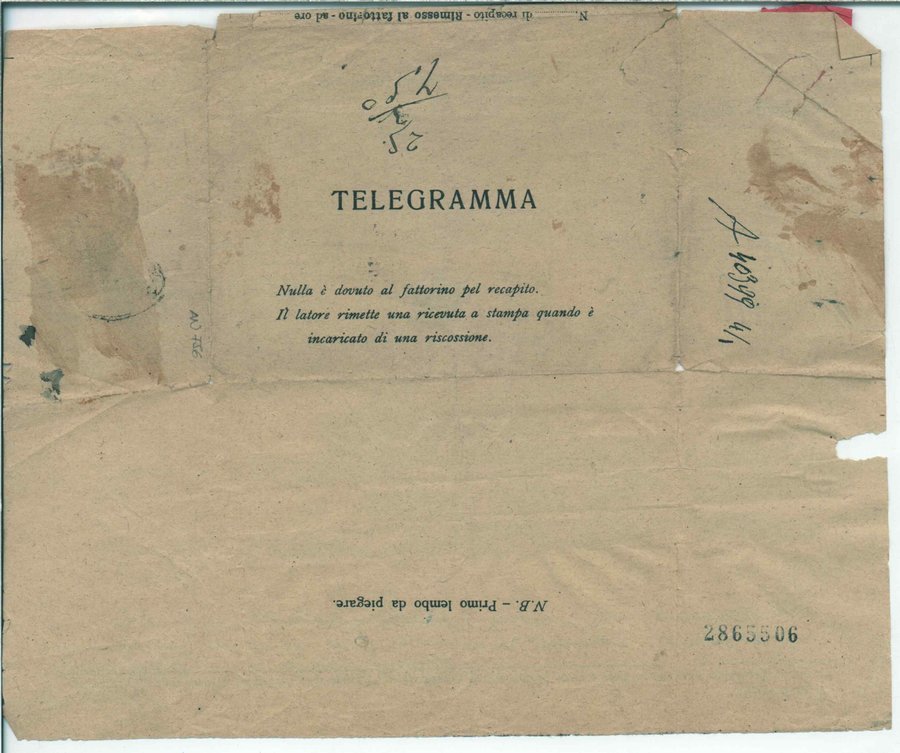 N. ........ di recapito - Rimesso al fattorino - ad ore
TELEGRAMMA
Nulla è dovuto al fattorino pel recapito.
Il latore rimette una ricevuta a stampa quando è
incaricato di una riscossione.
N.B. – Primo lembo da piegare.
2865506